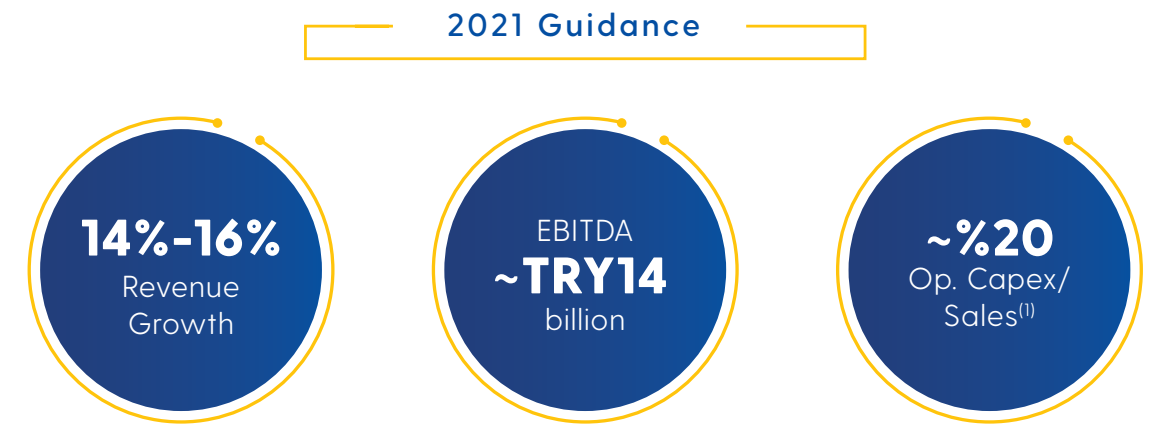 2021 Guidance
14%-16%
Revenue
Growth
EBITDA
~TRY14
billion
~%20
Op. Capex/
Sales(1)